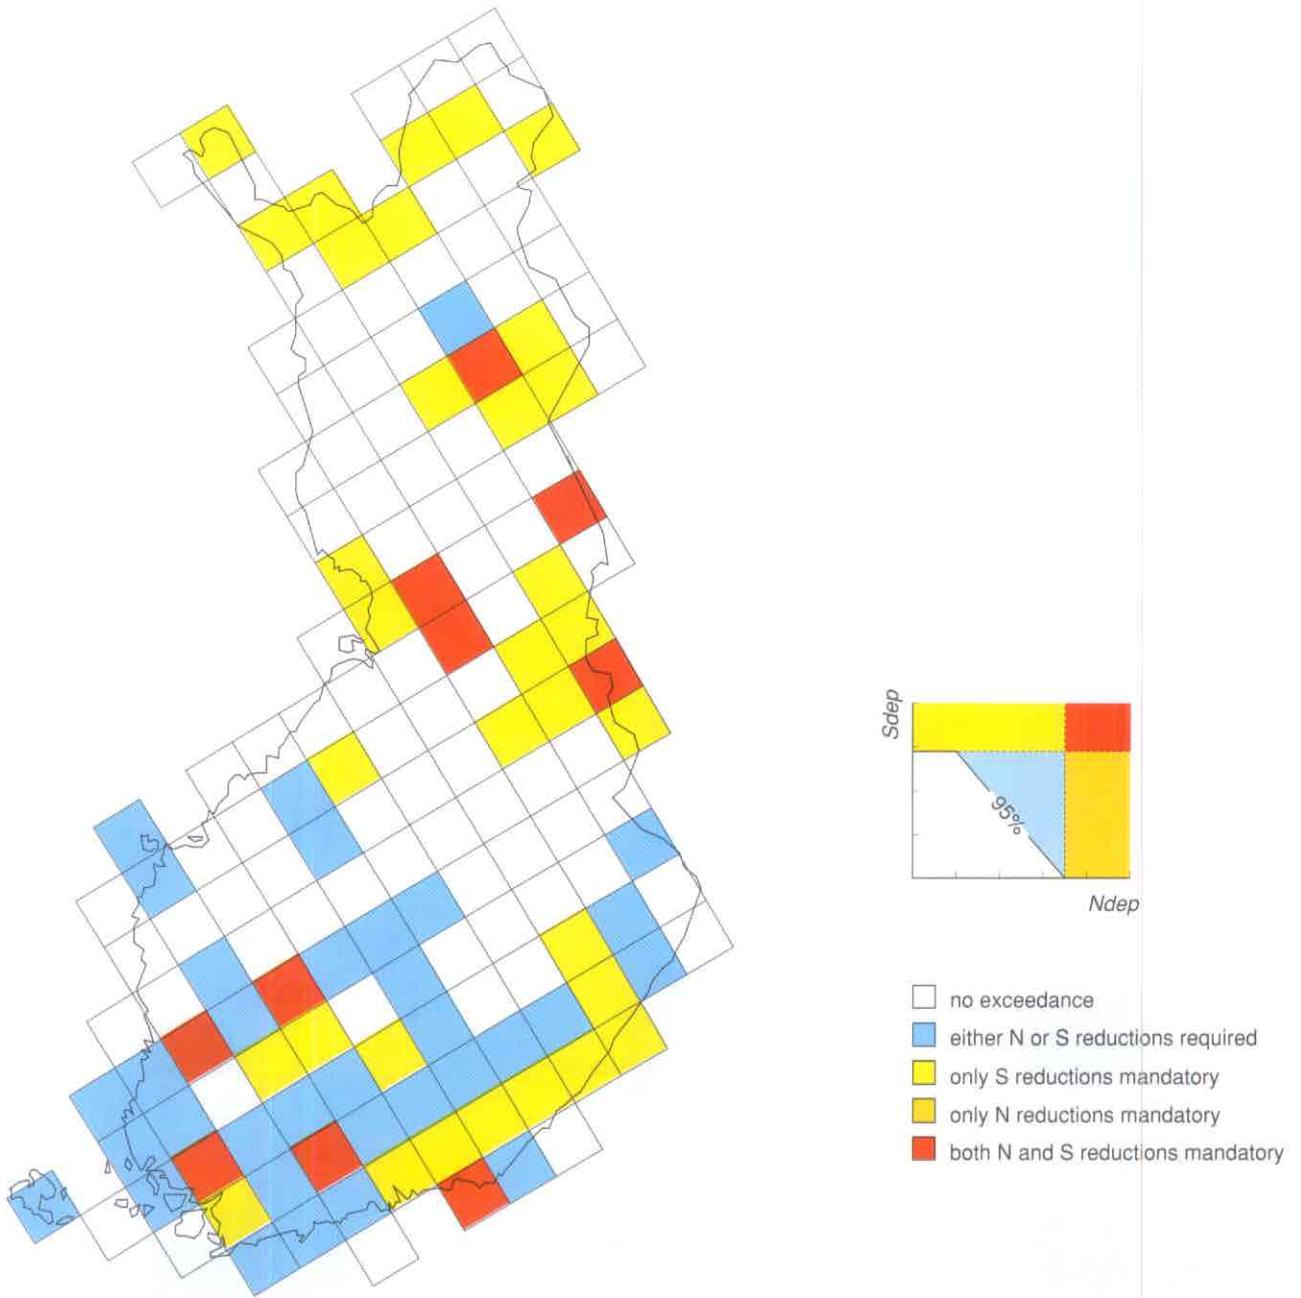 Sdep
95%
Ndep
no exceedance
either N or S reductions required
only S reductions mandatory
only N reductions mandatory
both N and S reductions mandatory